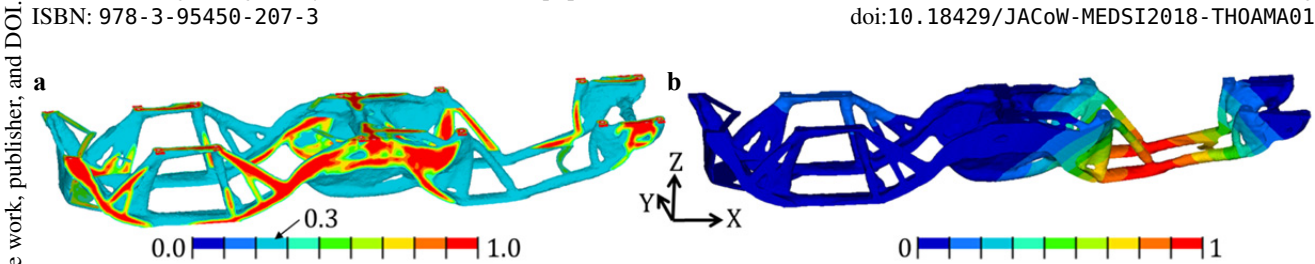 ISBN: 978-3-95450-207-3
doi:10.18429/JACoW-MEDSI2018-THOAMA01
work, publisher, and DOI.
a
b
Z
Y
X
0.3
0.0
1.0
0
1